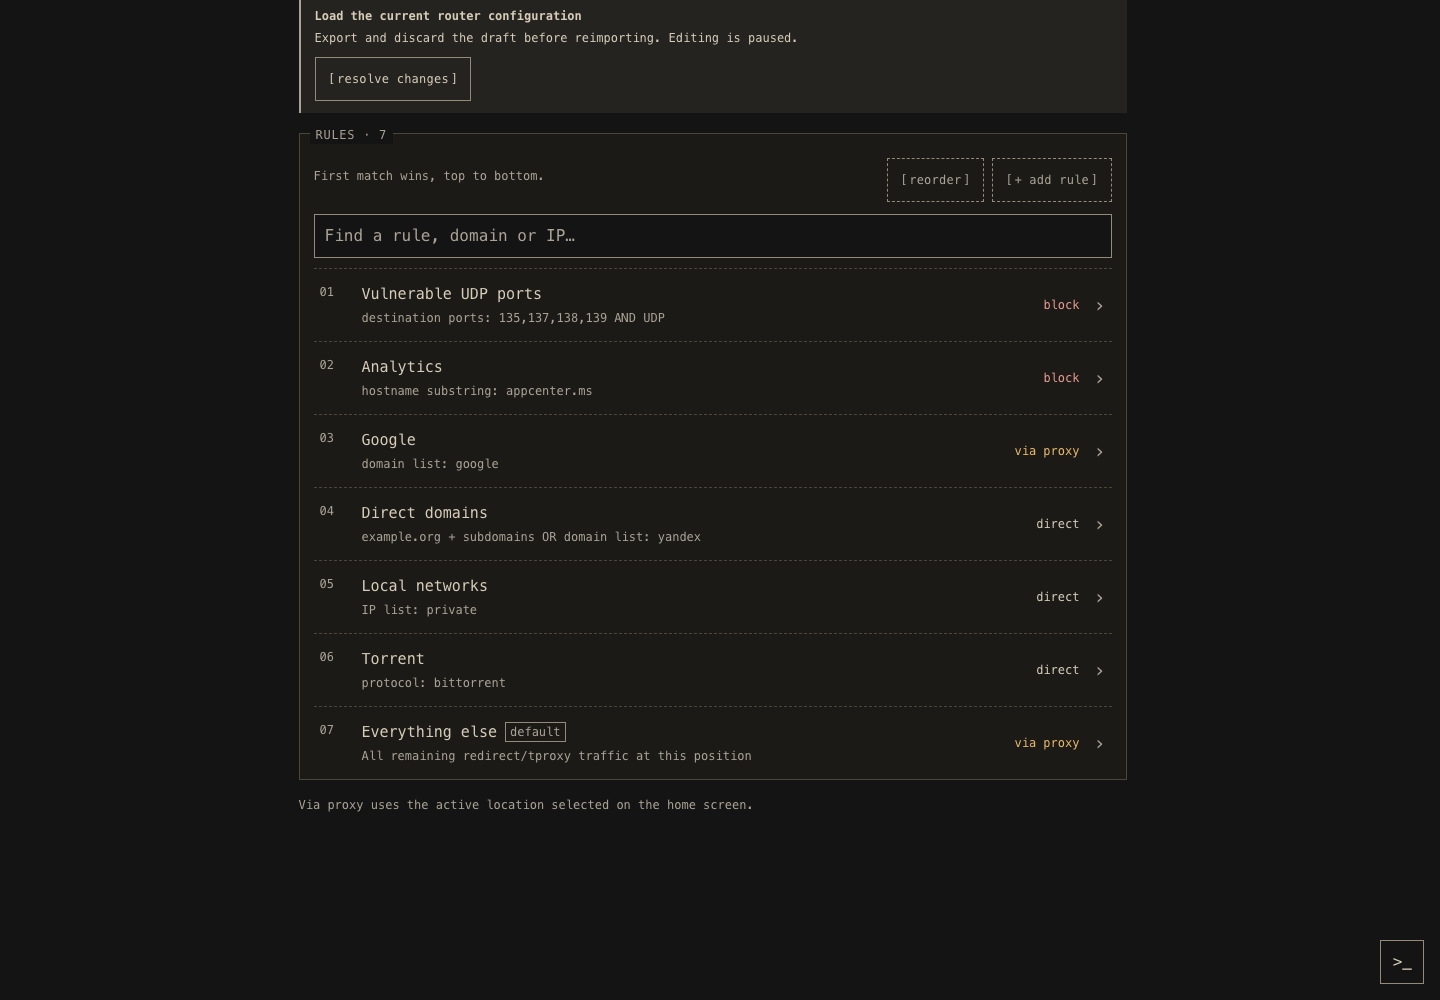 Load the current router configuration
Export and discard the draft before reimporting. Editing is paused.
[resolve changes]
RULES · 7
First match wins, top to bottom.
[reorder] [+ add rule]
Find a rule, domain or IP…
01 Vulnerable UDP ports
destination ports: 135,137,138,139 AND UDP
block ›
02 Analytics
hostname substring: appcenter.ms
block ›
03 Google
domain list: google
via proxy ›
04 Direct domains
example.org + subdomains OR domain list: yandex
direct ›
05 Local networks
IP list: private
direct ›
06 Torrent
protocol: bittorrent
direct ›
07 Everything else default
All remaining redirect/tproxy traffic at this position
via proxy ›
Via proxy uses the active location selected on the home screen.
>_